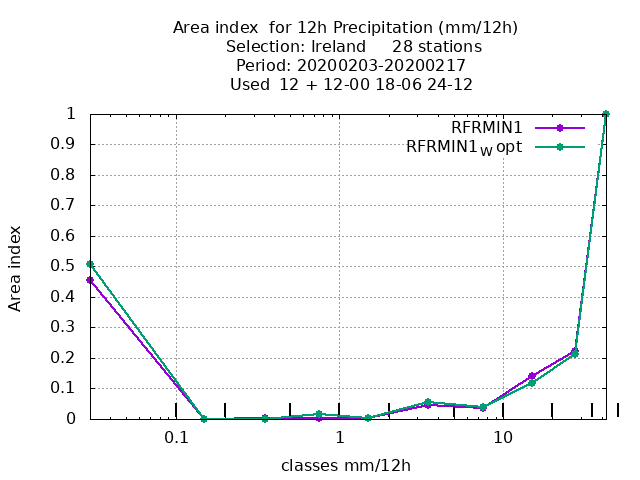 Area index  for 12h Precipitation (mm/12h)
Selection: Ireland     28 stations
Period: 20200203-20200217
Used  12 + 12-00 18-06 24-12
RFRMIN1
RFRMIN1W opt
1
0.9
0.8
0.7
0.6
0.5
0.4
0.3
0.2
0.1
0
Area index
0.1
1
10
classes mm/12h